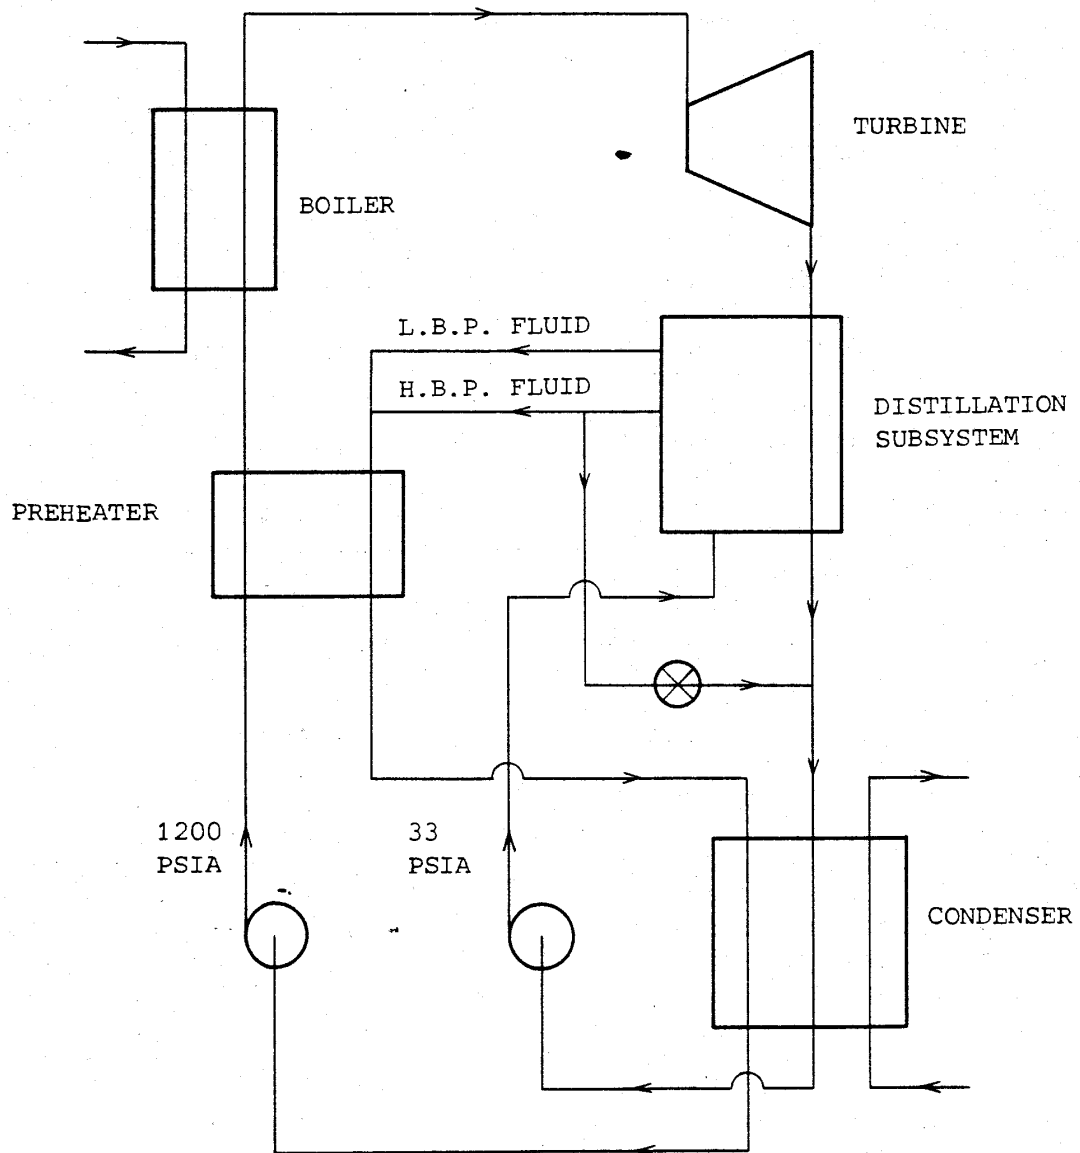 TURBINE
BOILER
L.B.P. FLUID
H.B.P. FLUID
DISTILLATION
SUBSYSTEM
PREHEATER
1200
PSIA
33
PSIA
CONDENSER